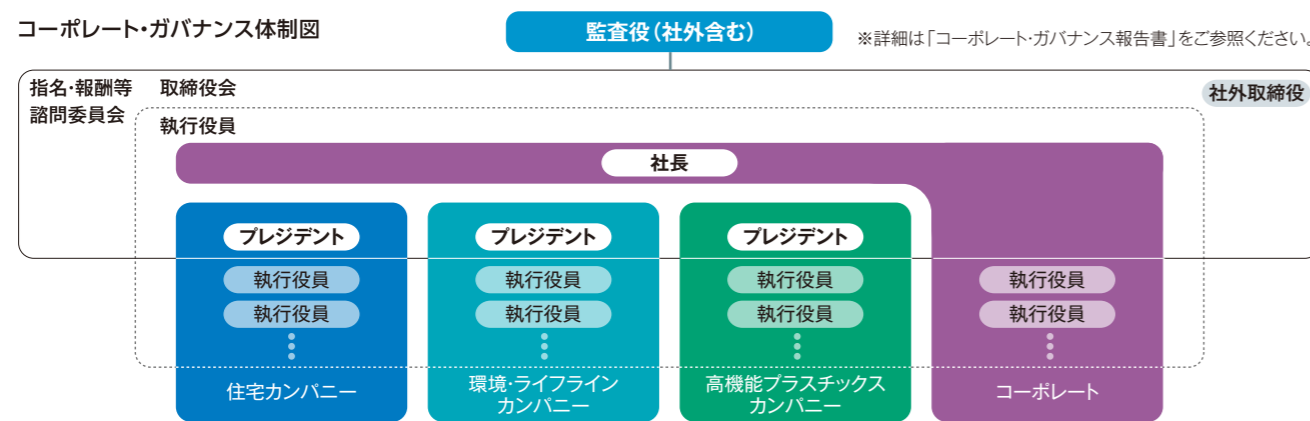 コーポレート・ガバナンス体制図
監査役（社外含む）
※詳細は「コーポレート・ガバナンス報告書」をご参照ください。
指名・報酬等
諮問委員会
取締役会
社外取締役
執行役員
社長
プレジデント
プレジデント
プレジデント
執行役員
執行役員
執行役員
執行役員
執行役員
執行役員
執行役員
執行役員
住宅カンパニー
環境・ライフライン
カンパニー
高機能プラスチックス
カンパニー
コーポレート